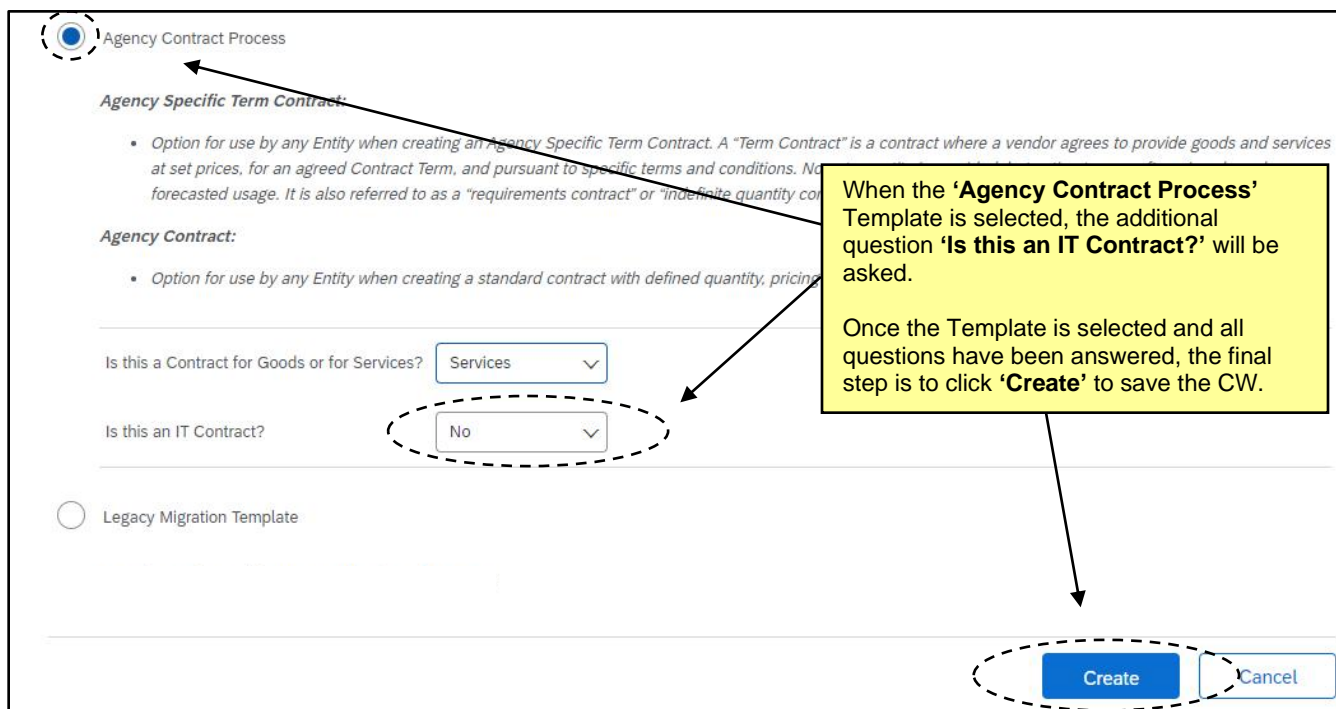 Agency Contract Process
Agency Specific Term Contract:
• Option for use by any Entity when creating an Agency Specific Term Contract. A “Term Contract” is a contract where a vendor agrees to provide goods and services
at set prices, for an agreed Contract Term, and pursuant to specific terms and conditions. No
forecasted usage. It is also referred to as a “requirements contract” or “indefinite quantity
Agency Contract:
• Option for use by any Entity when creating a standard contract with defined quantity, pricing
When the ‘Agency Contract Process’
Template is selected, the additional
question ‘Is this an IT Contract?’ will be
asked.
Once the Template is selected and all
questions have been answered, the final
step is to click ‘Create’ to save the CW.
Is this a Contract for Goods or for Services? Services
Is this an IT Contract? No
Legacy Migration Template
Create Cancel